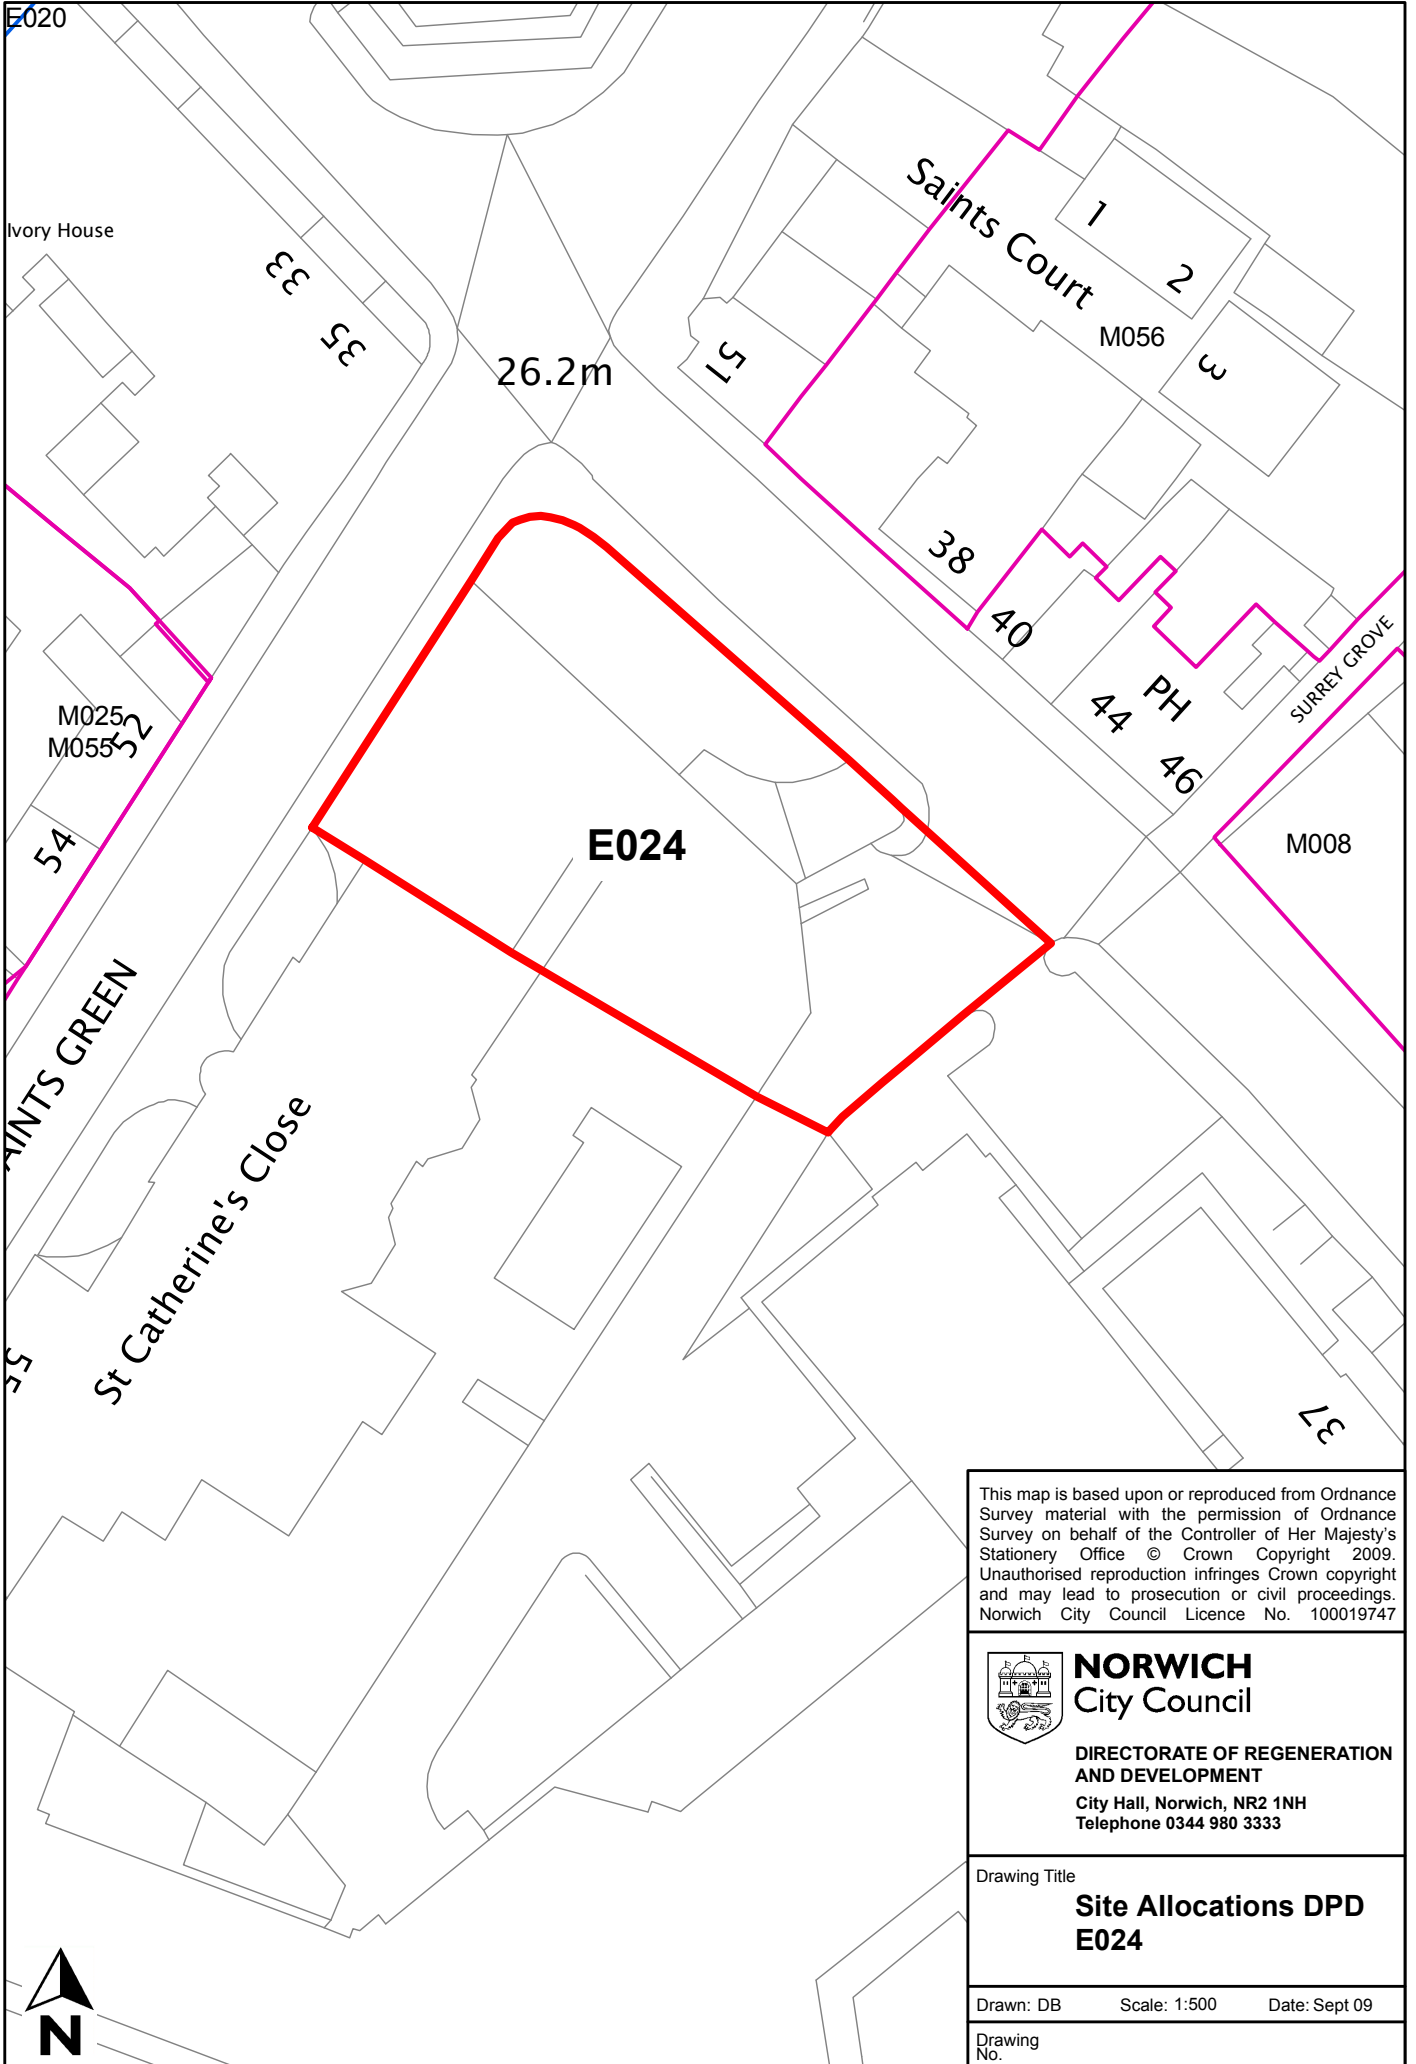 E020
Ivory House
33
35
26.2m
51
Saints Court
1
2
3
M056
38
40
44
PH
46
SURREY GROVE
M008
M025
M055
52
54
E024
AINTS GREEN
St Catherine's Close
55
37
This map is based upon or reproduced from Ordnance
Survey material with the permission of Ordnance
Survey on behalf of the Controller of Her Majesty's
Stationery Office © Crown Copyright 2009.
Unauthorised reproduction infringes Crown copyright
and may lead to prosecution or civil proceedings.
Norwich City Council Licence No. 100019747
NORWICH
City Council
DIRECTORATE OF REGENERATION
AND DEVELOPMENT
City Hall, Norwich, NR2 1NH
Telephone 0344 980 3333
Drawing Title
Site Allocations DPD
E024
Drawn: DB Scale: 1:500 Date: Sept 09
Drawing
No.
N